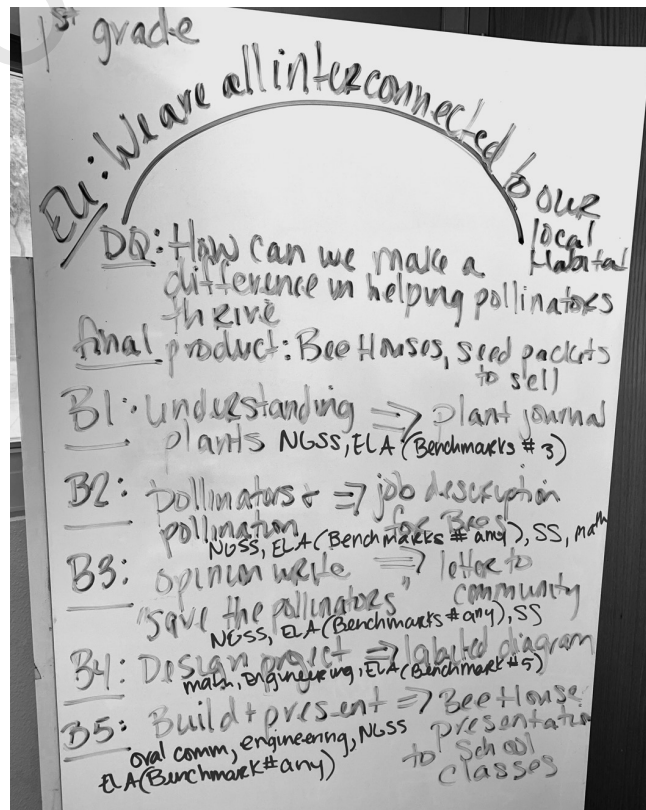 1st grade
EU: We are all interconnected to our
local
Habitat
DQ: How can we make a
difference in helping pollinators
thrive
final product: Bee Houses, seed packets
to sell
B1: understanding => plant journal
plants NGSS, ELA (Benchmarks # 3)
B2: pollinators + => job description
pollination for Bees
NGSS, ELA (Benchmarks # any), SS, math
B3: opinion write => letter to
"save the pollinators" community
NGSS, ELA (Benchmarks # any), SS
B4: Design project => labeled diagram
math, engineering, ELA (Benchmark #5)
B5: Build + present => Bee House
oral comm, engineering, NGSS presentation
ELA (Benchmark # any) to School
classes